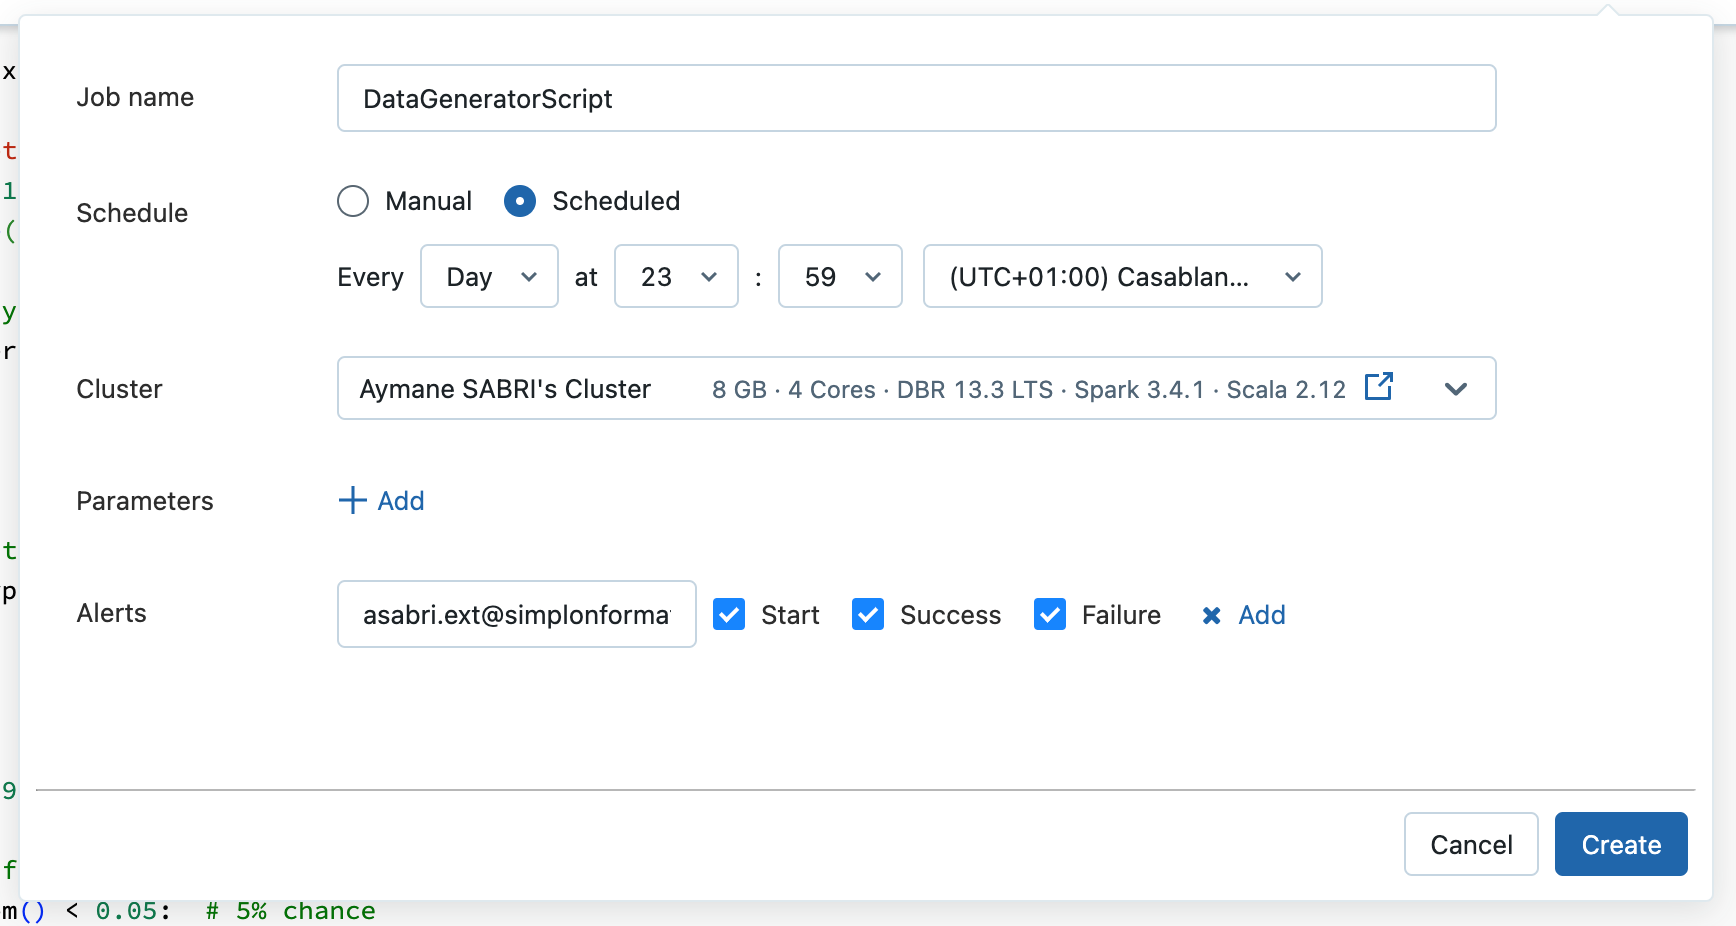 x
Job name DataGeneratorScript
t
1
Schedule Manual Scheduled
(
Every Day at 23 : 59 (UTC+01:00) Casablan...
y
r
Cluster Aymane SABRI's Cluster 8 GB · 4 Cores · DBR 13.3 LTS · Spark 3.4.1 · Scala 2.12
Parameters Add
t
p
Alerts asabri.ext@simplonforma Start Success Failure Add
9
Cancel Create
f
m() < 0.05: # 5% chance